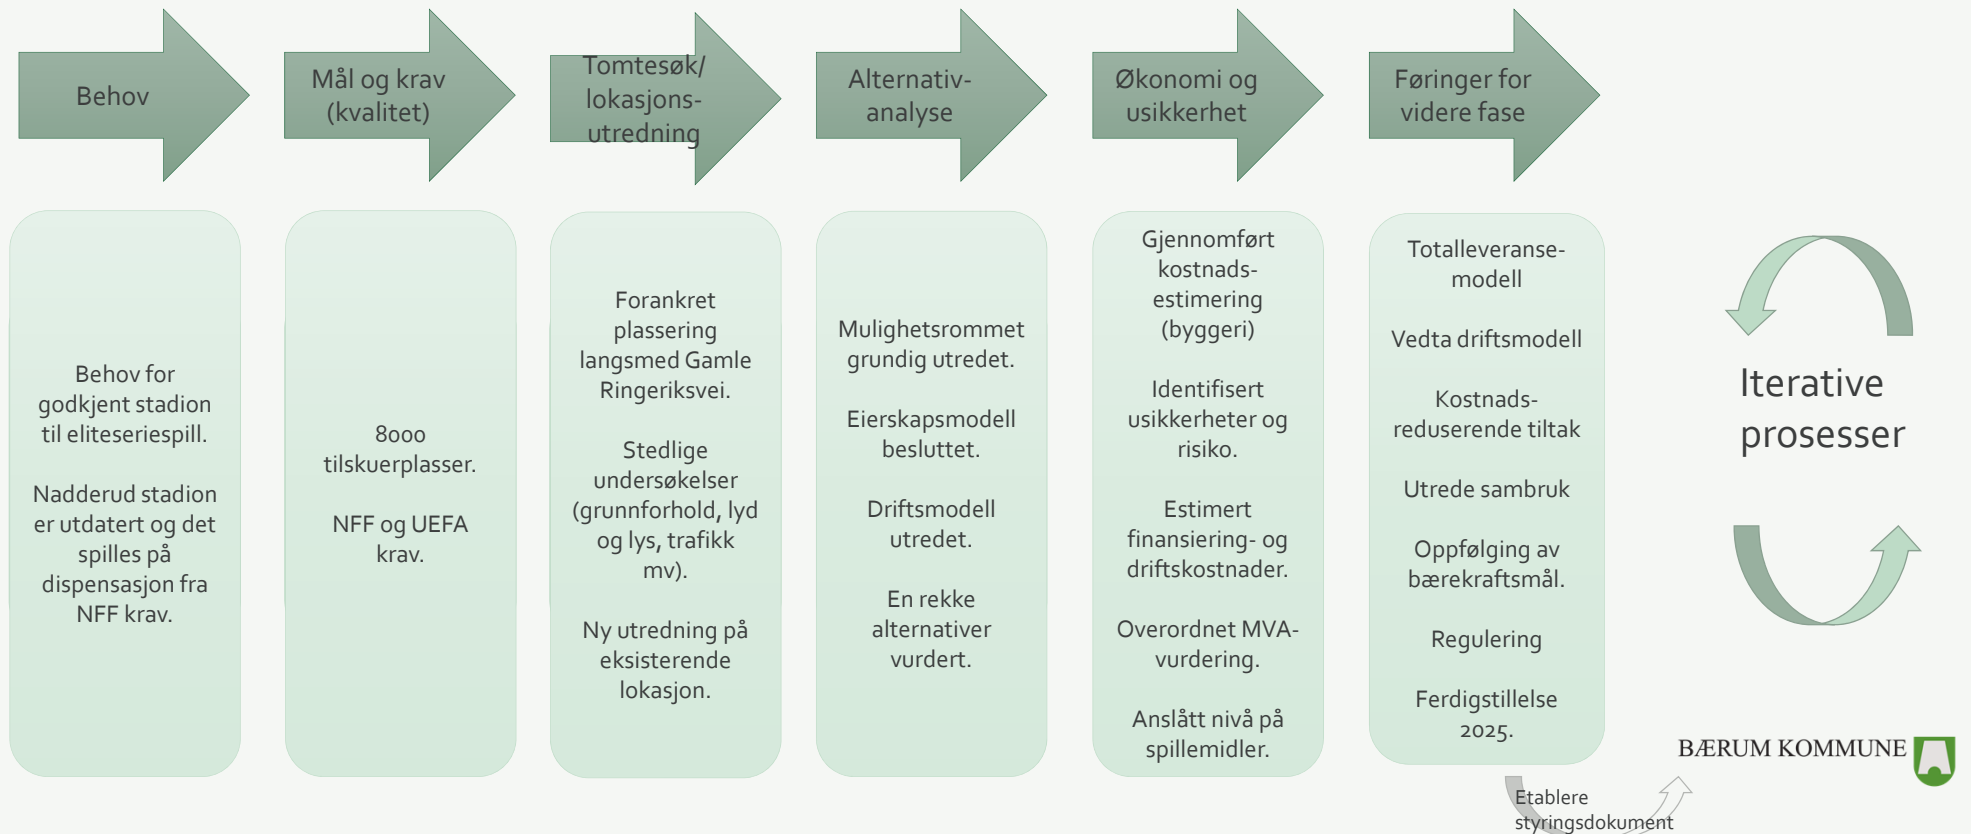 Behov
Mål og krav
(kvalitet)
Tomtesøk/
lokasjons-
utredning
Alternativ-
analyse
Økonomi og
usikkerhet
Føringer for
videre fase
Behov for
godkjent stadion
til eliteseriespill.
Nadderud stadion
er utdatert og det
spilles på
dispensasjon fra
NFF krav.
8000
tilskuerplasser.
NFF og UEFA
krav.
Forankret
plassering
langsmed Gamle
Ringeriksvei.
Stedlige
undersøkelser
(grunnforhold, lyd
og lys, trafikk
mv).
Ny utredning på
eksisterende
lokasjon.
Mulighetsrommet
grundig utredet.
Eierskapsmodell
besluttet.
Driftsmodell
utredet.
En rekke
alternativer
vurdert.
Gjennomført
kostnads-
estimering
(byggeri)
Identifisert
usikkerheter og
risiko.
Estimert
finansiering- og
driftskostnader.
Overordnet MVA-
vurdering.
Anslått nivå på
spillemidler.
Totalleveranse-
modell
Vedta driftsmodell
Kostnads-
reduserende tiltak
Utrede sambruk
Oppfølging av
bærekraftsmål.
Regulering
Ferdigstillelse
2025.
Iterative
prosesser
BÆRUM KOMMUNE
Etablere
styringsdokument